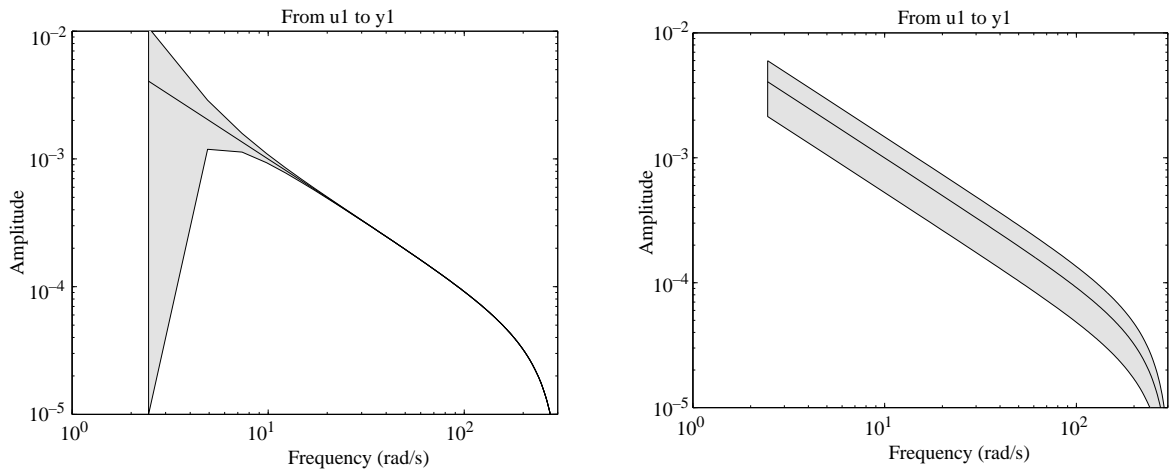 From u1 to y1
10^{-2}
10^{-3}
10^{-4}
10^{-5}
Amplitude
10^0
10^1
10^2
Frequency (rad/s)
From u1 to y1
10^{-2}
10^{-3}
10^{-4}
10^{-5}
Amplitude
10^0
10^1
10^2
Frequency (rad/s)